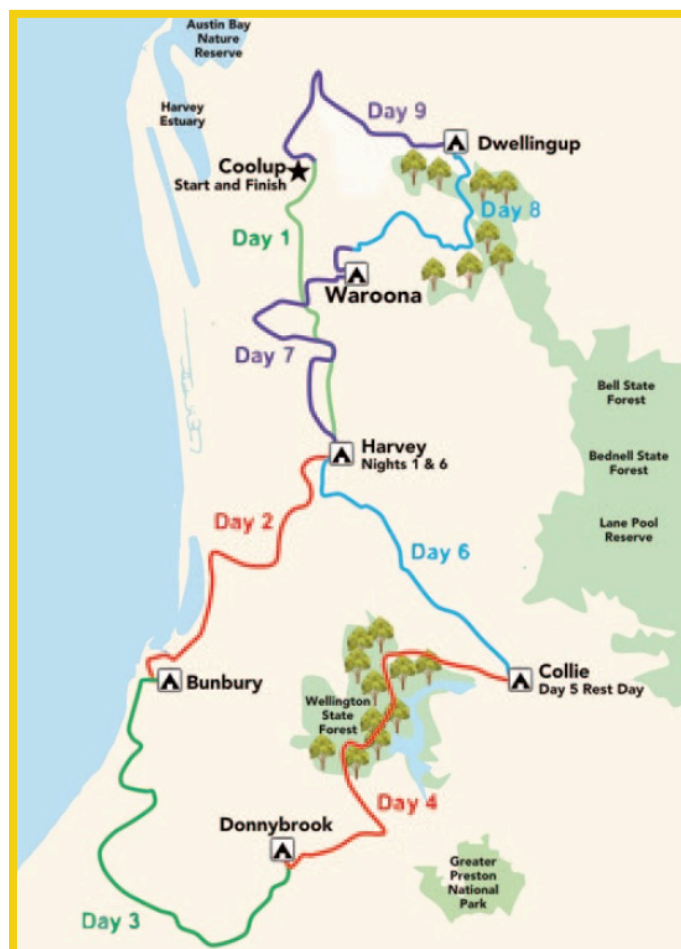 Austin Bay
Nature
Reserve
Harvey
Estuary
Day 9
Dwellingup
Coolup
Start and Finish
Day 8
Day 1
Waroona
Day 7
Bell State
Forest
Harvey
Nights 1 & 6
Bednell State
Forest
Day 2
Lane Pool
Reserve
Day 6
Collie
Day 5 Rest Day
Bunbury
Wellington
State
Forest
Day 4
Donnybrook
Greater
Preston
National
Park
Day 3